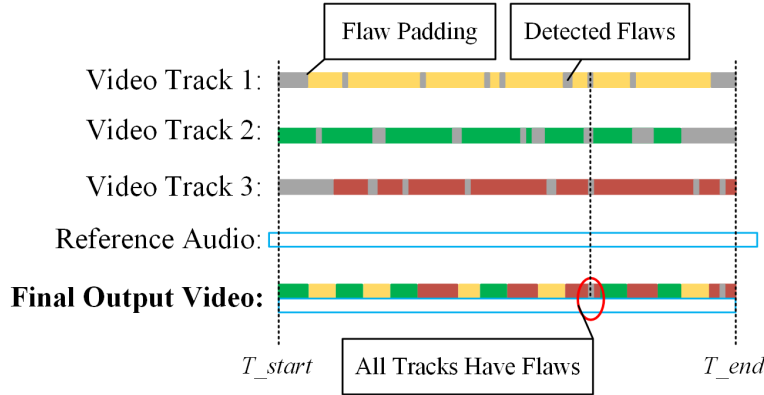 Flaw Padding
Detected Flaws
Video Track 1:
Video Track 2:
Video Track 3:
Reference Audio:
Final Output Video:
T_start
All Tracks Have Flaws
T_end